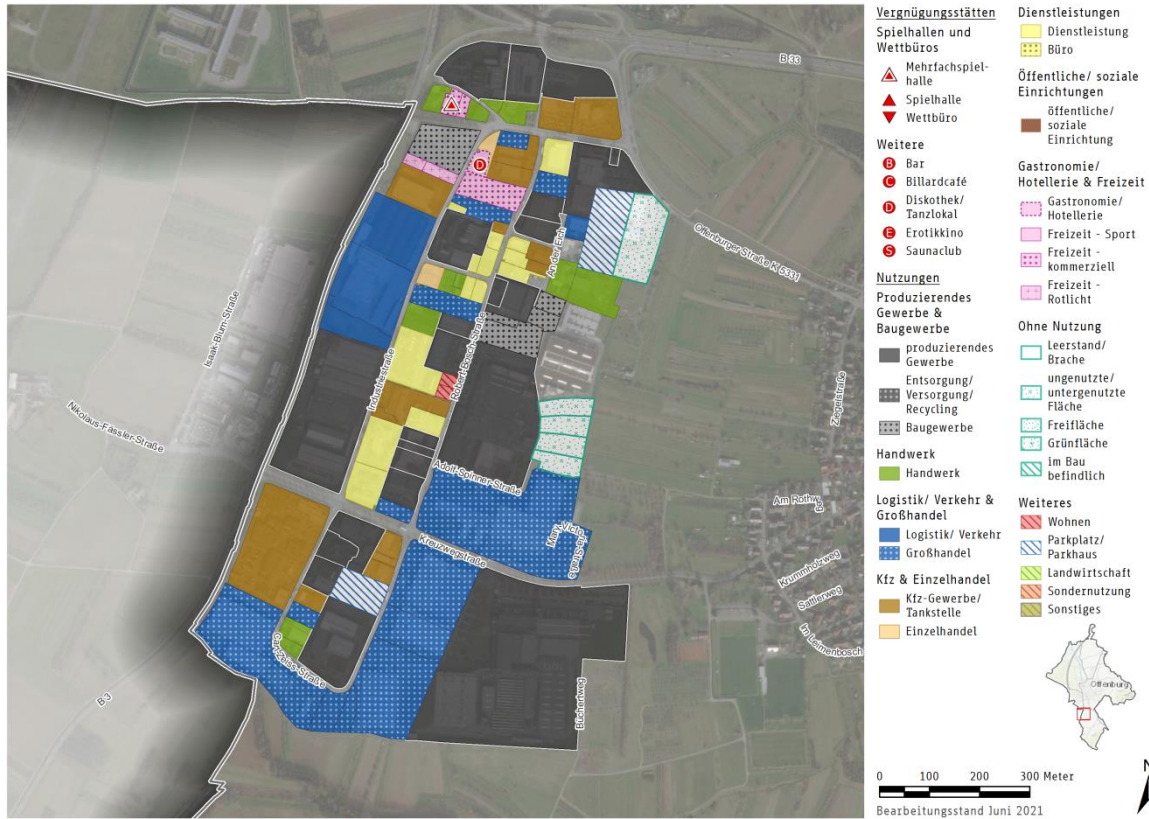 B 33
Offenburger Straße K 5331
An der Eich
Isaak-Blum-Straße
Industriestraße
Robert-Bosch-Straße
Ziegelstraße
Nikolaus-Fässler-Straße
Adolf-Spinner-Straße
Am Rothweg
Kreuzwegstraße
Krummholzweg
Sattlerweg
Im Leimenbosch
Carl-Zeiss-Straße
B 3
Büchertweg
Vergnügungsstätten
Spielhallen und
Wettbüros
Mehrfachspiel-
halle
Spielhalle
Wettbüro
Weitere
B Bar
C Billardcafé
D Diskothek/
Tanzlokal
E Erotikkino
S Saunaclub
Nutzungen
Produzierendes
Gewerbe &
Baugewerbe
produzierendes
Gewerbe
Entsorgung/
Versorgung/
Recycling
Baugewerbe
Handwerk
Handwerk
Logistik/ Verkehr &
Großhandel
Logistik/ Verkehr
Großhandel
Kfz & Einzelhandel
Kfz-Gewerbe/
Tankstelle
Einzelhandel
Dienstleistungen
Dienstleistung
Büro
Öffentliche/ soziale
Einrichtungen
öffentliche/
soziale
Einrichtung
Gastronomie/
Hotellerie & Freizeit
Gastronomie/
Hotellerie
Freizeit - Sport
Freizeit -
kommerziell
Freizeit -
Rotlicht
Ohne Nutzung
Leerstand/
Brache
ungenutzte/
untergenutzte
Fläche
Freifläche
Grünfläche
im Bau
befindlich
Weiteres
Wohnen
Parkplatz/
Parkhaus
Landwirtschaft
Sondernutzung
Sonstiges
Offenburg
0 100 200 300 Meter
N
Bearbeitungsstand Juni 2021
D